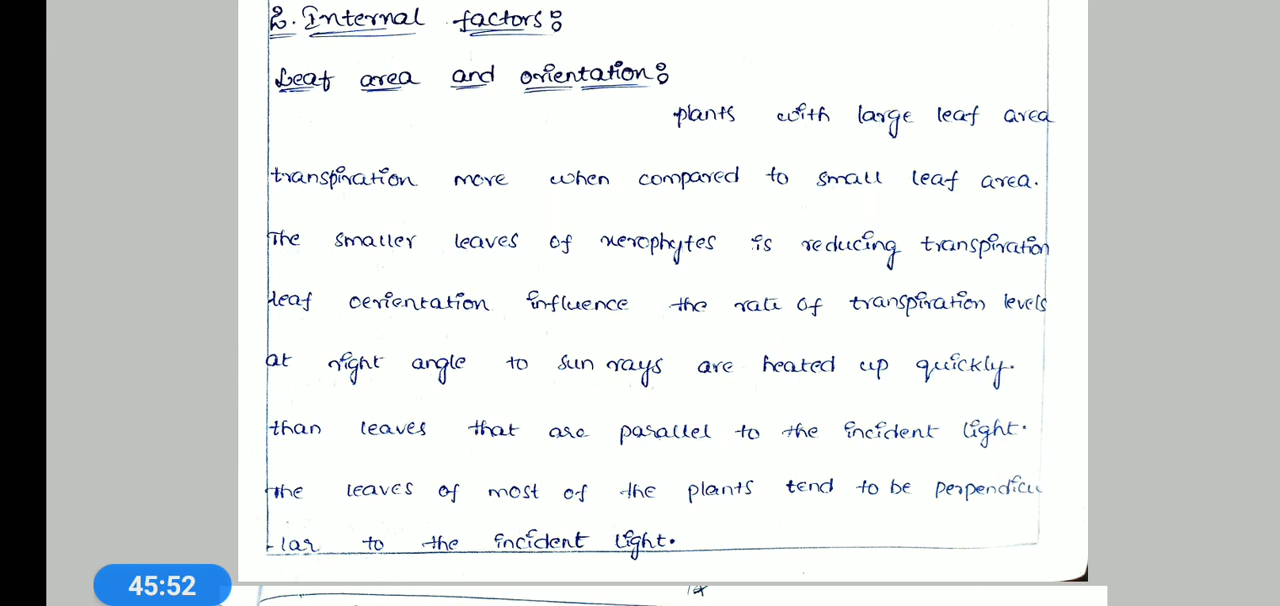 2. Internal factors:
Leaf area and orientation:
plants with large leaf area
transpiration more when compared to small leaf area.
The smaller leaves of xerophytes is reducing transpiration
leaf oerientation influence the rate of transpiration levels
at right angle to sun rays are heated up quickly.
than leaves that are parallel to the incident light.
The leaves of most of the plants tend to be perpendicu
-lar to the incident light.
45:52